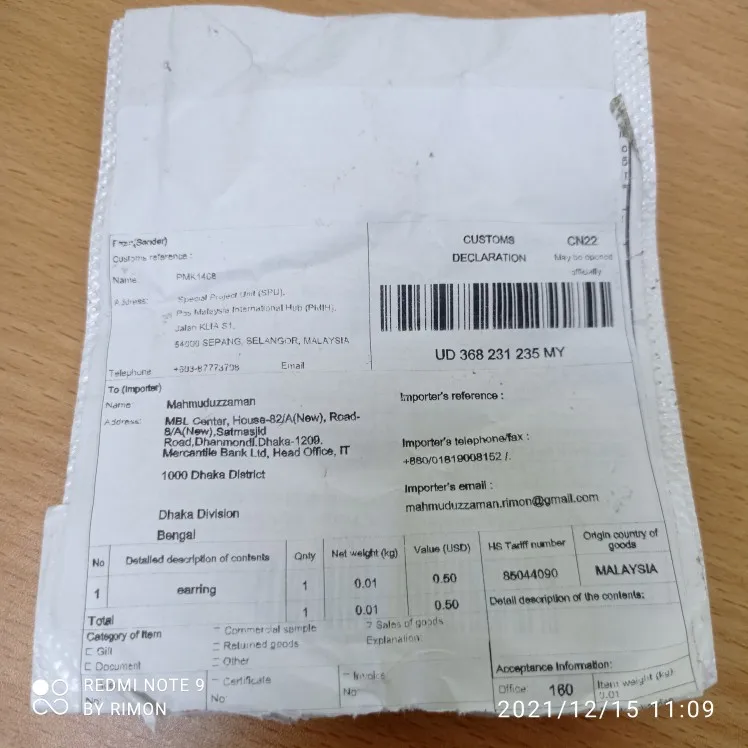 From(Sender)
Customs reference :
Name PMK1408
Address: Special Project Unit (SPU),
Pos Malaysia International Hub (PMIH),
Jalan KLIA S1,
64000 SEPANG, SELANGOR, MALAYSIA
Telephone Email
CUSTOMS CN22
DECLARATION May be opened
officially
UD 368 231 235 MY
To (Importer)
Name Mahmuduzzaman
Address: MBL Center, House-82/A(New), Road-
8/A(New),Satmasjid
Road,Dhanmondi,Dhaka-1209,
Mercantile Bank Ltd, Head Office, IT
1000 Dhaka District
Dhaka Division
Bengal
Importer's reference :
Importer's telephone/fax :
+880/01819008152 /.
Importer's email :
mahmuduzzaman.rimon@gmail.com
No Detailed description of contents Qnty Net weight (kg) Value (USD) HS Tariff number Origin country of
goods
1 earring 1 0.01 0.50 85044090 MALAYSIA
Total 1 0.01 0.50
Detail description of the contents:
Category of Item Commercial sample Sales of goods
Gift Returned goods Explanation:
Document Other
Certificate Invoice
No No
Acceptance Information:
Office 160 Item weight (kg)
0.01
REDMI NOTE 9
BY RIMON
2021/12/15 11:09